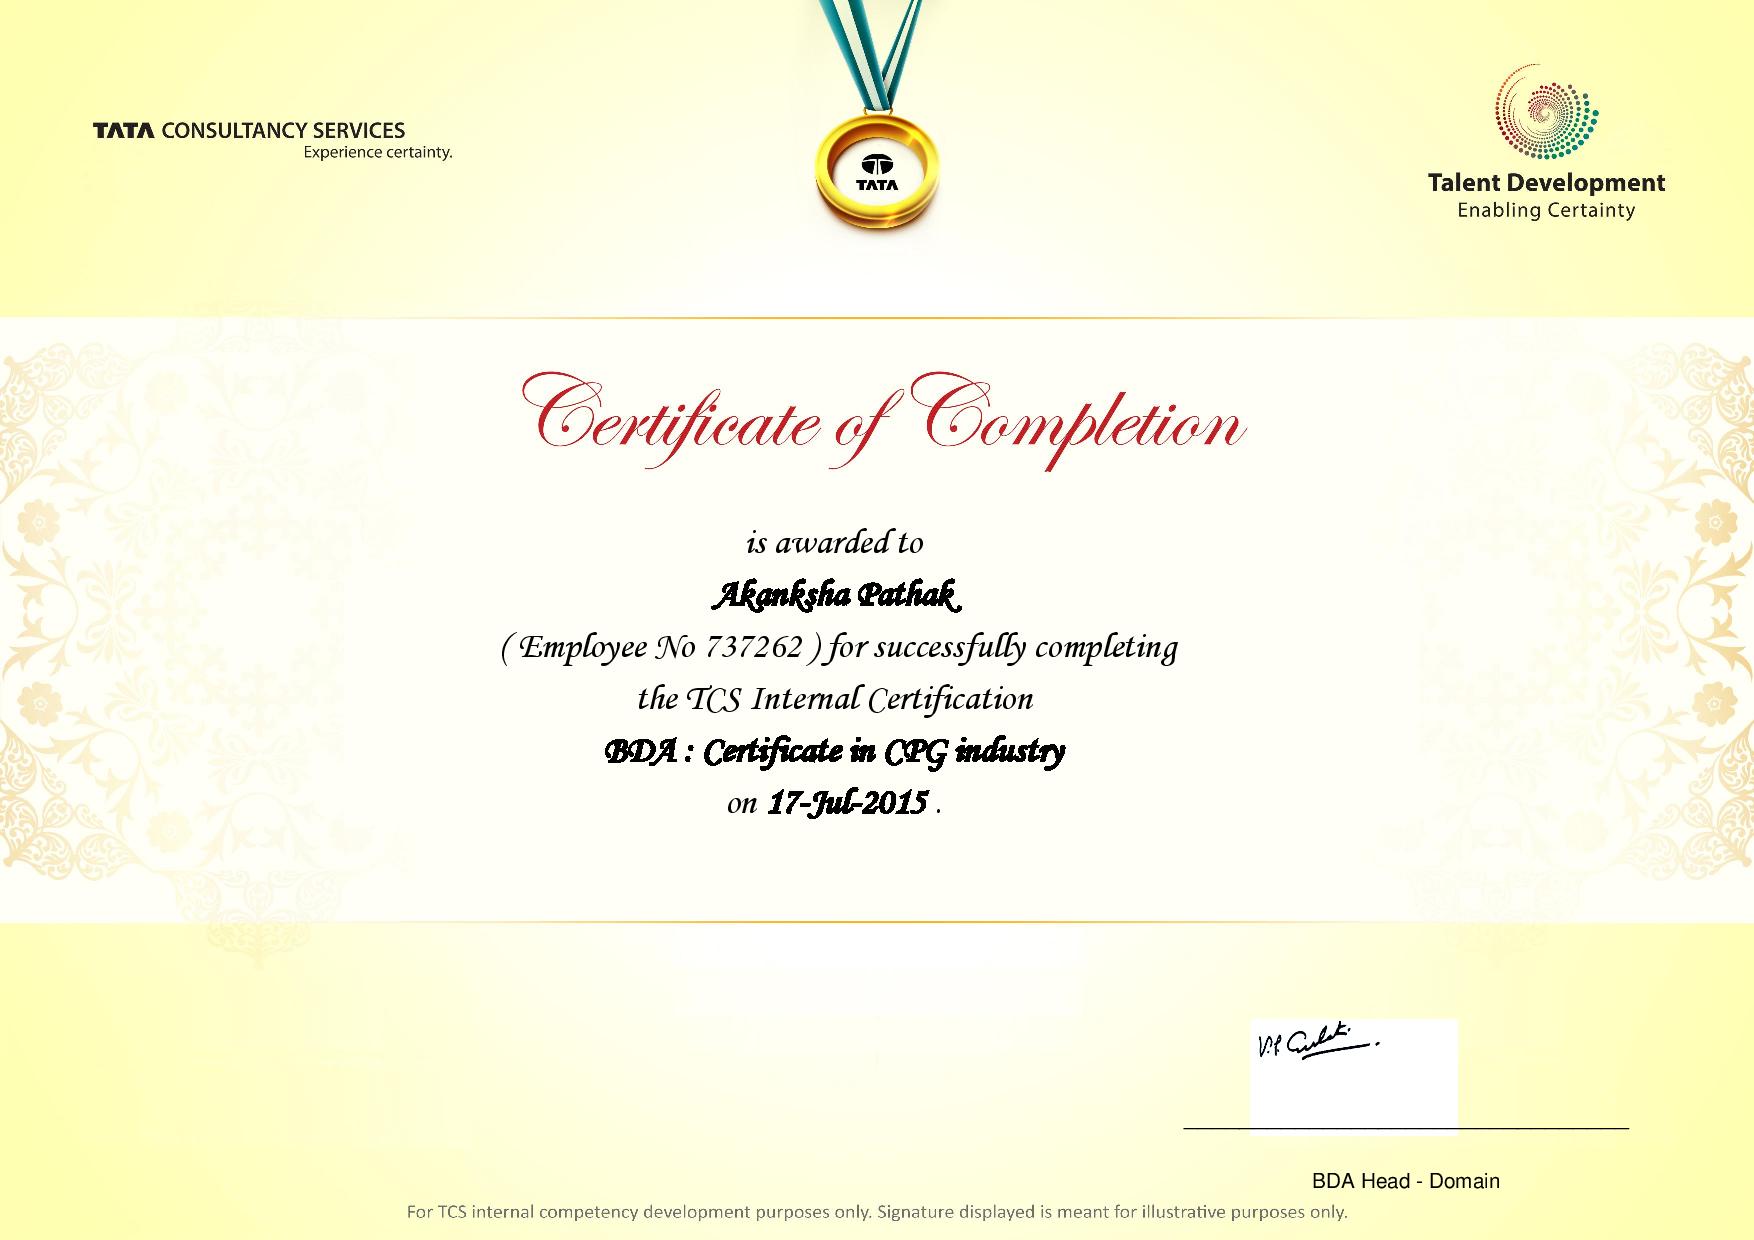 TATA CONSULTANCY SERVICES
Experience certainty.
TATA
Talent Development
Enabling Certainty
Certificate of Completion
is awarded to
Akanksha Pathak
( Employee No 737262 ) for successfully completing
the TCS Internal Certification
BDA : Certificate in CPG industry
on 17-Jul-2015 .
BDA Head - Domain
For TCS internal competency development purposes only. Signature displayed is meant for illustrative purposes only.